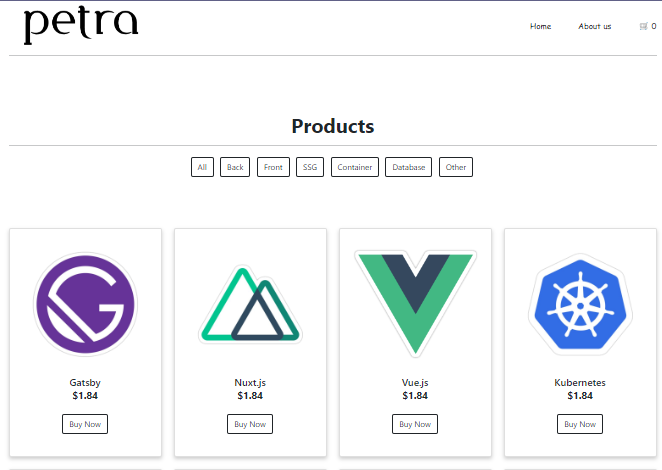 petra
Home About us 🛒 0
Products
All Back Front SSG Container Database Other
Gatsby
$1.84
Buy Now
Nuxt.js
$1.84
Buy Now
Vue.js
$1.84
Buy Now
Kubernetes
$1.84
Buy Now